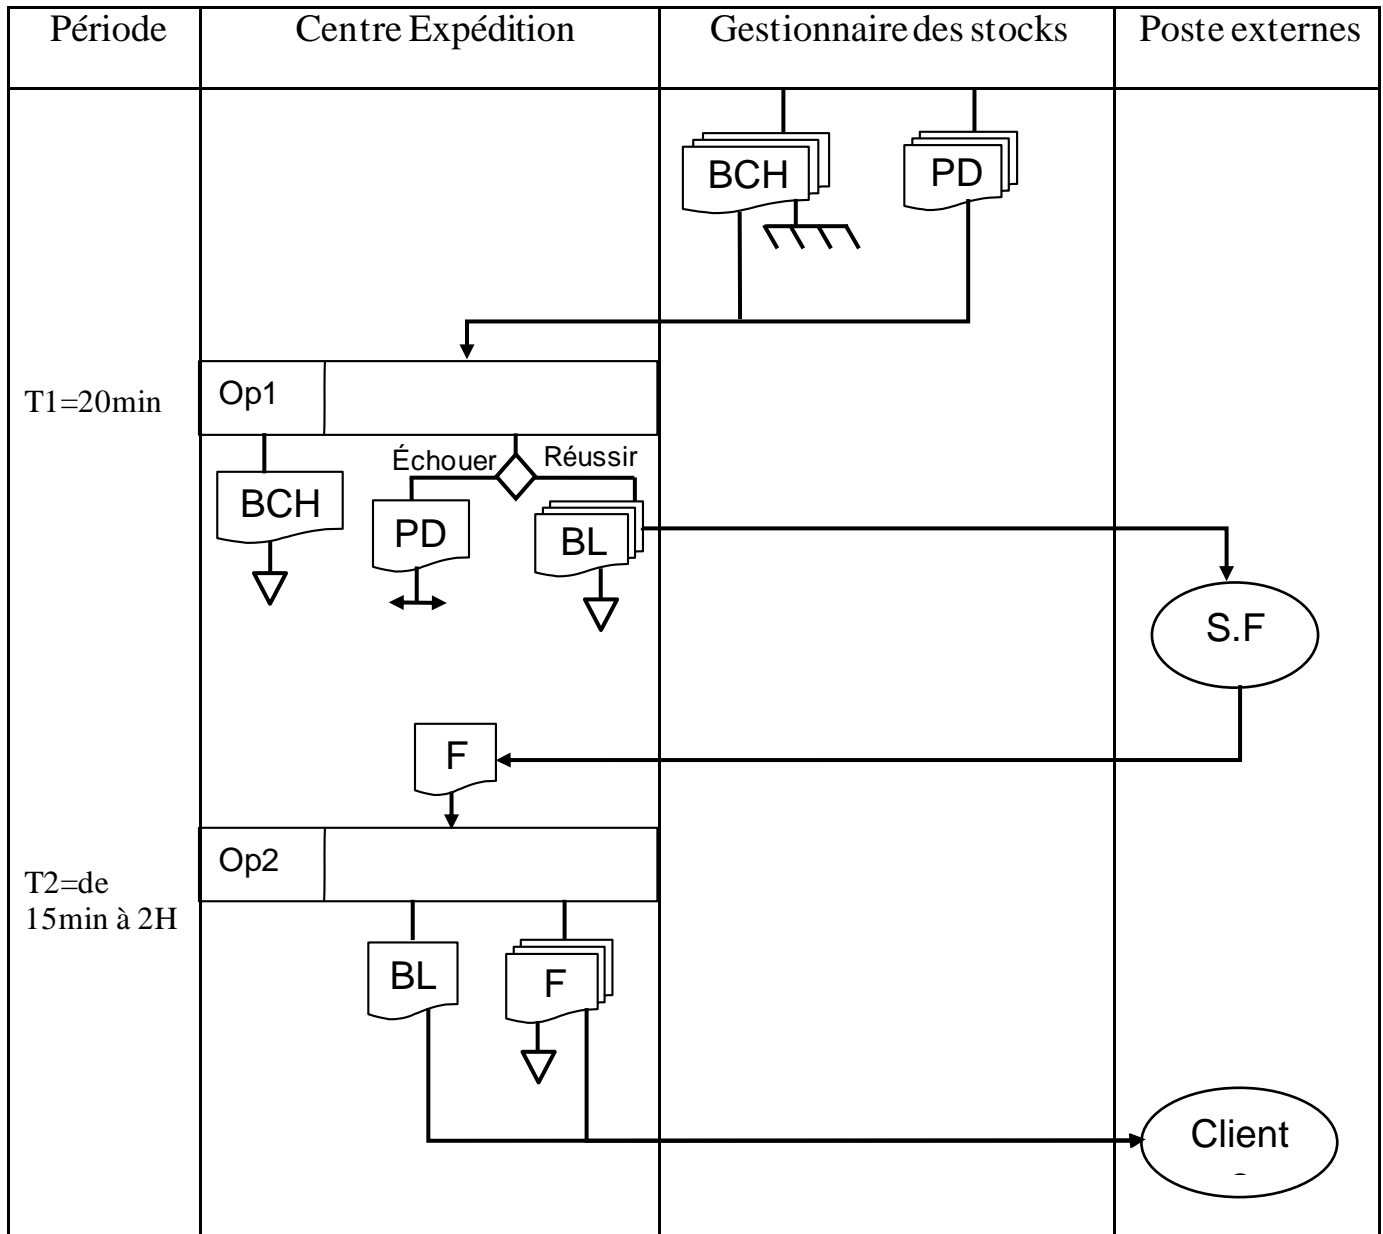 Période
Centre Expédition
Gestionnaire des stocks
Poste externes
BCH
PD
T1=20min
Op1
Échouer
Réussir
BCH
PD
BL
S.F
F
Op2
T2=de
15min à 2H
BL
F
Client